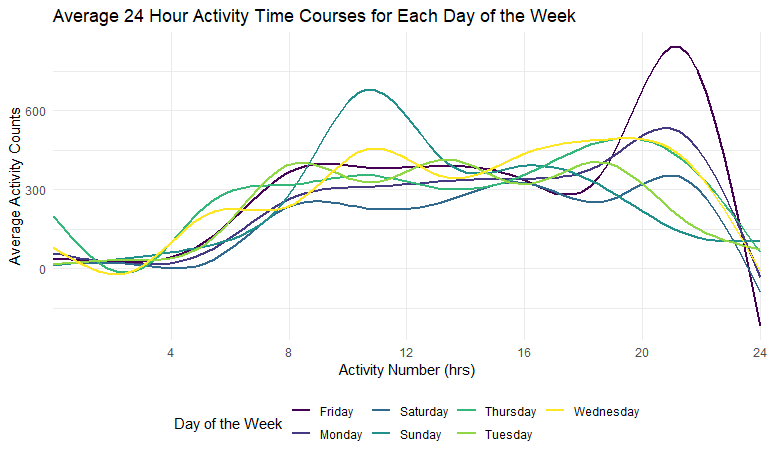 Average 24 Hour Activity Time Courses for Each Day of the Week
Average Activity Counts
600
300
0
4 8 12 16 20 24
Activity Number (hrs)
Day of the Week
Friday Saturday Thursday Wednesday
Monday Sunday Tuesday